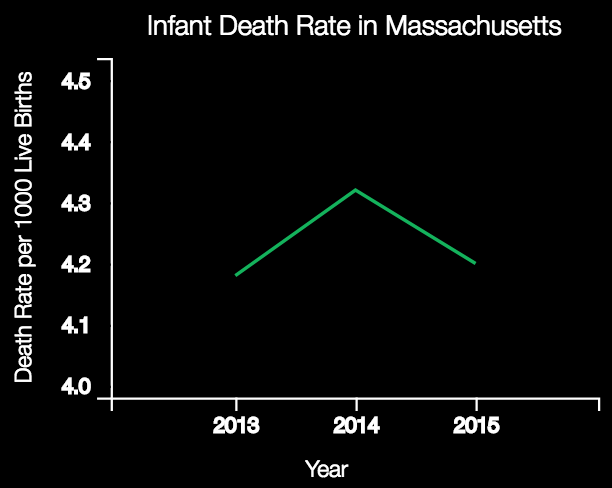 Infant Death Rate in Massachusetts
Death Rate per 1000 Live Births
4.5
4.4
4.3
4.2
4.1
4.0
2013 2014 2015
Year